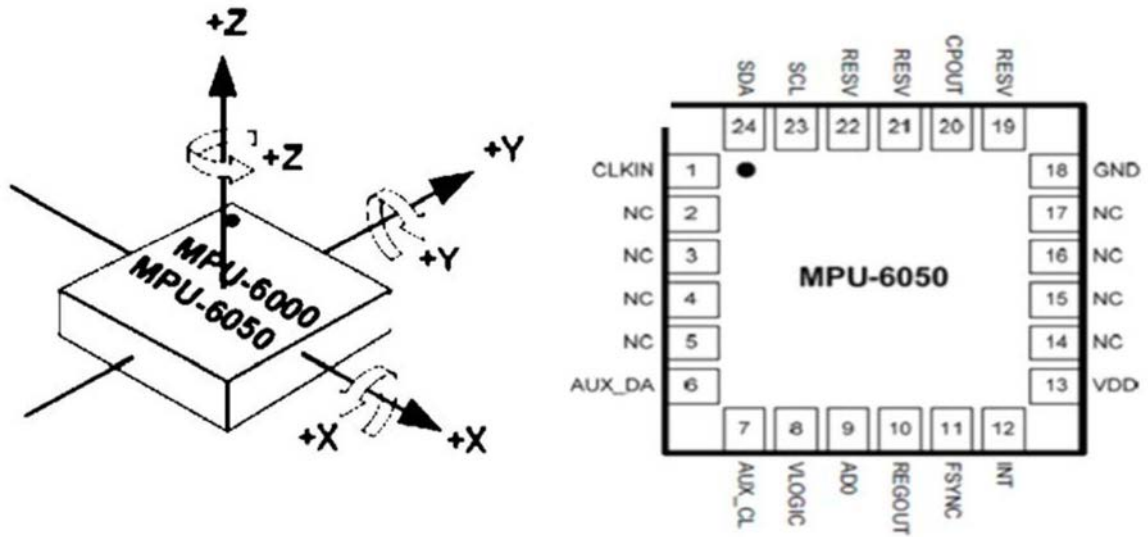 +Z
+Z
+Y
+Y
MPU-6000
MPU-6050
+X
+X
SDA
SCL
RESV
RESV
CPOUT
RESV
24 23 22 21 20 19
CLKIN 1 18 GND
NC 2 17 NC
NC 3 16 NC
NC 4 MPU-6050 15 NC
NC 5 14 NC
AUX_DA 6 13 VDD
7 8 9 10 11 12
AUX_CL
VLOGIC
AD0
REGOUT
FSYNC
INT